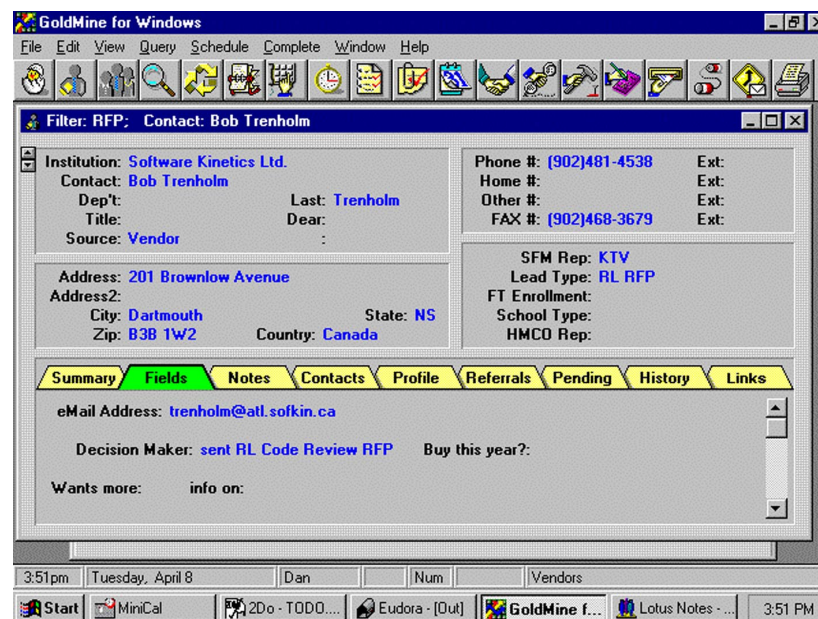 GoldMine for Windows
File Edit View Query Schedule Complete Window Help
Filter: RFP; Contact: Bob Trenholm
Institution: Software Kinetics Ltd.
Contact: Bob Trenholm
Dep't: Last: Trenholm
Title: Dear:
Source: Vendor :
Phone #: (902)481-4538 Ext:
Home #: Ext:
Other #: Ext:
FAX #: (902)468-3679 Ext:
Address: 201 Brownlow Avenue
Address2:
City: Dartmouth State: NS
Zip: B3B 1W2 Country: Canada
SFM Rep: KTV
Lead Type: RL RFP
FT Enrollment:
School Type:
HMCO Rep:
Summary Fields Notes Contacts Profile Referrals Pending History Links
eMail Address: trenholm@atl.sofkin.ca
Decision Maker: sent RL Code Review RFP Buy this year?:
Wants more: info on:
3:51pm Tuesday, April 8 Dan Num Vendors
Start MiniCal 2Do - TODO.... Eudora - [Out] GoldMine f... Lotus Notes - ... 3:51 PM